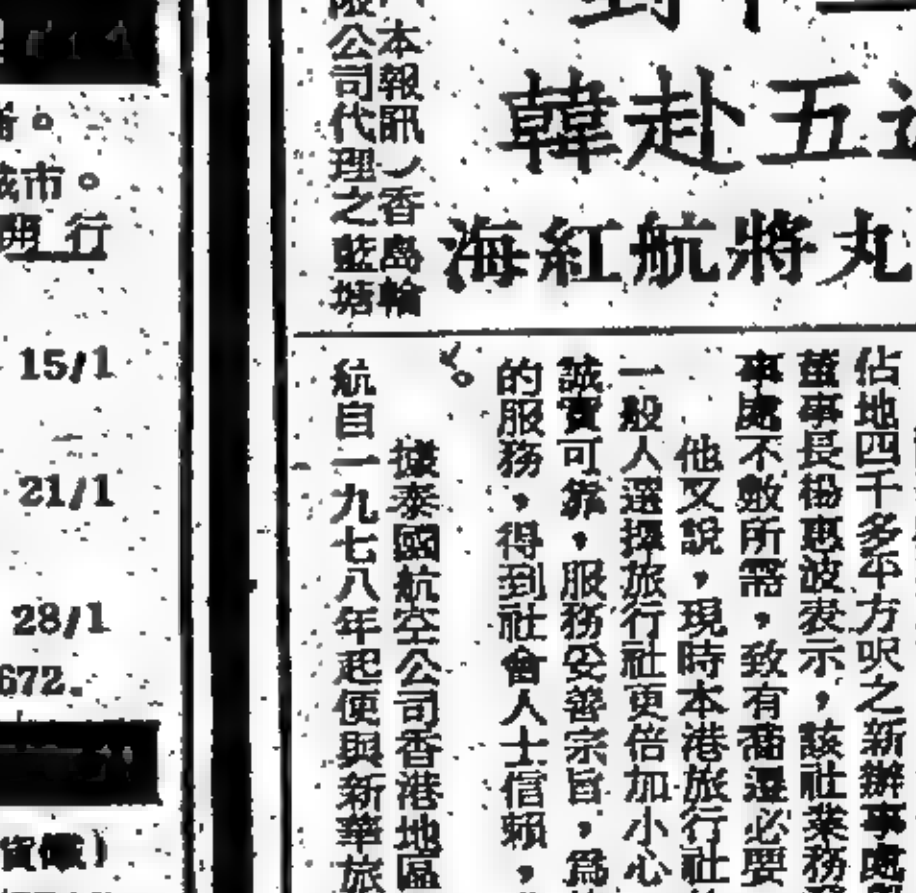 韓赴五
海紅航將丸
本報訊）香島輪
公司代理之藍塘
佔地四千多平方呎之新辦事處
董事長楊惠波表示，該社業務
事處不敷所需，致有喬遷必要
他又說，現時本港旅行社
一般人選擇旅行社更倍加小心
誠實可靠，服務妥善宗旨，爲
的服務，得到社會人士信賴，
。
據泰國航空公司香港地區
航自一九七八年起便與新華旅
。
城市。
行
15/1
21/1
28/1
672.